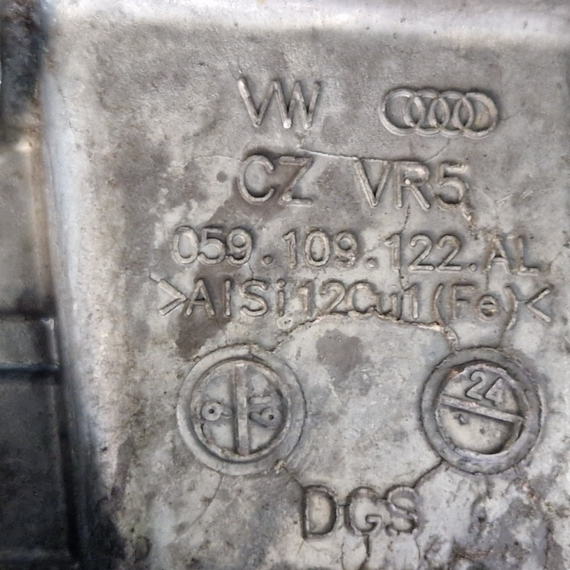 VW
CZ VR5
059.109.122.AL
>AlSi12Cu1(Fe)<
24
DGS